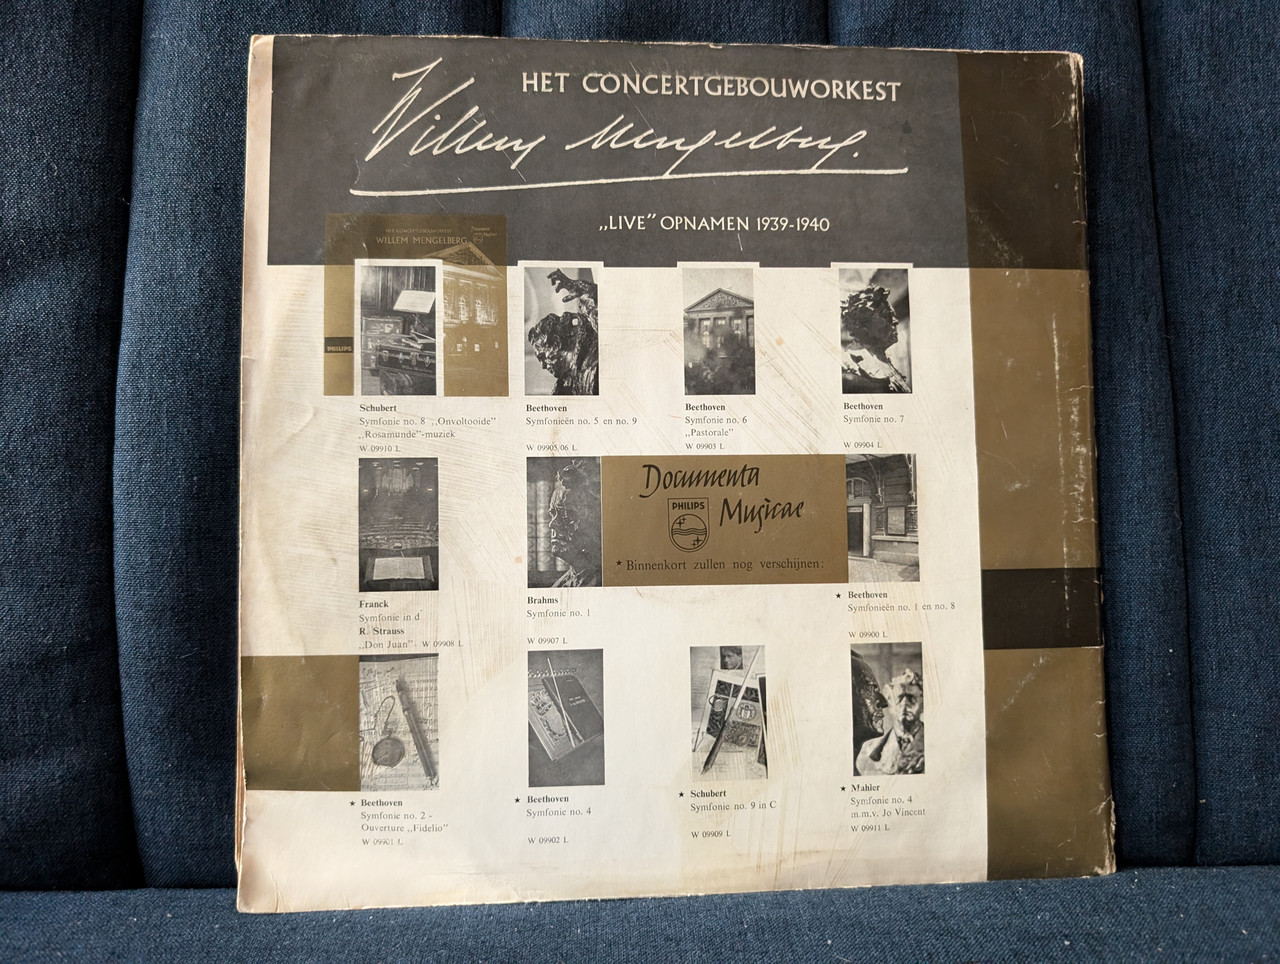 HET CONCERTGEBOUWORKEST
Willem Mengelberg.
„LIVE” OPNAMEN 1939-1940
HET CONCERTGEBOUWORKEST
WILLEM MENGELBERG
Documenta
Musicae
PHILIPS
Schubert
Symfonie no. 8 „Onvoltooide”
„Rosamunde”-muziek
W 09910 L
Beethoven
Symfonieën no. 5 en no. 9
W 09905/06 L
Beethoven
Symfonie no. 6
„Pastorale”
W 09903 L
Beethoven
Symfonie no. 7
W 09904 L
Documenta
PHILIPS
Musicae
★ Binnenkort zullen nog verschijnen:
Franck
Symfonie in d
R. Strauss
„Don Juan”. W 09908 L
Brahms
Symfonie no. 1
W 09907 L
★ Beethoven
Symfonieën no. 1 en no. 8
W 09900 L
★ Beethoven
Symfonie no. 2 -
Ouverture „Fidelio”
W 09901 L
★ Beethoven
Symfonie no. 4
W 09902 L
★ Schubert
Symfonie no. 9 in C
W 09909 L
★ Mahler
Symfonie no. 4
m.m.v. Jo Vincent
W 09911 L